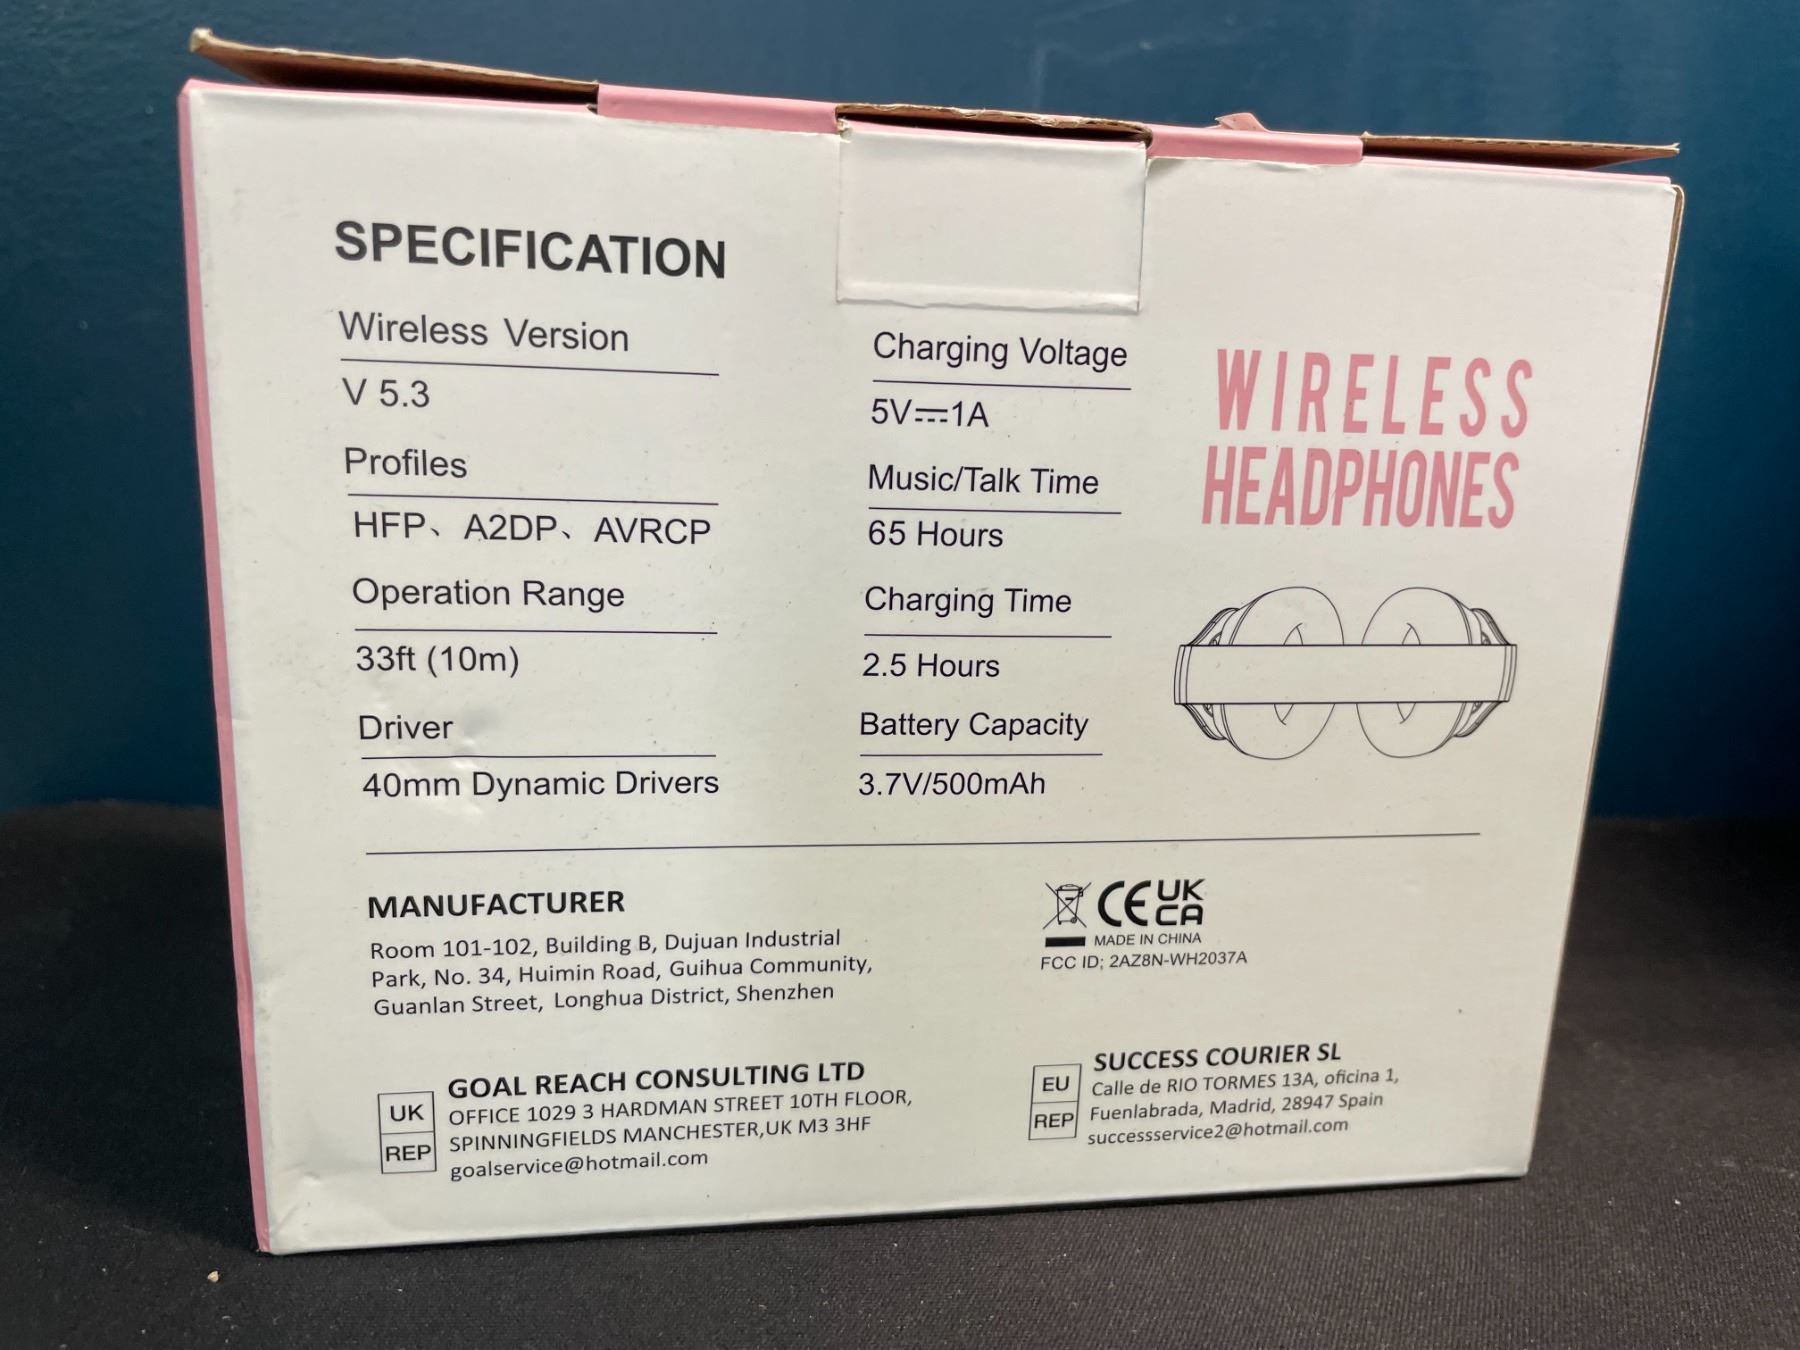 SPECIFICATION
Wireless Version
V 5.3
Profiles
HFP、A2DP、AVRCP
Operation Range
33ft (10m)
Driver
40mm Dynamic Drivers
Charging Voltage
5V⎓1A
Music/Talk Time
65 Hours
Charging Time
2.5 Hours
Battery Capacity
3.7V/500mAh
WIRELESS
HEADPHONES
MANUFACTURER
Room 101-102, Building B, Dujuan Industrial
Park, No. 34, Huimin Road, Guihua Community,
Guanlan Street, Longhua District, Shenzhen
CE UK
CA
MADE IN CHINA
FCC ID; 2AZ8N-WH2037A
UK
REP
GOAL REACH CONSULTING LTD
OFFICE 1029 3 HARDMAN STREET 10TH FLOOR,
SPINNINGFIELDS MANCHESTER,UK M3 3HF
goalservice@hotmail.com
EU
REP
SUCCESS COURIER SL
Calle de RIO TORMES 13A, oficina 1,
Fuenlabrada, Madrid, 28947 Spain
successservice2@hotmail.com